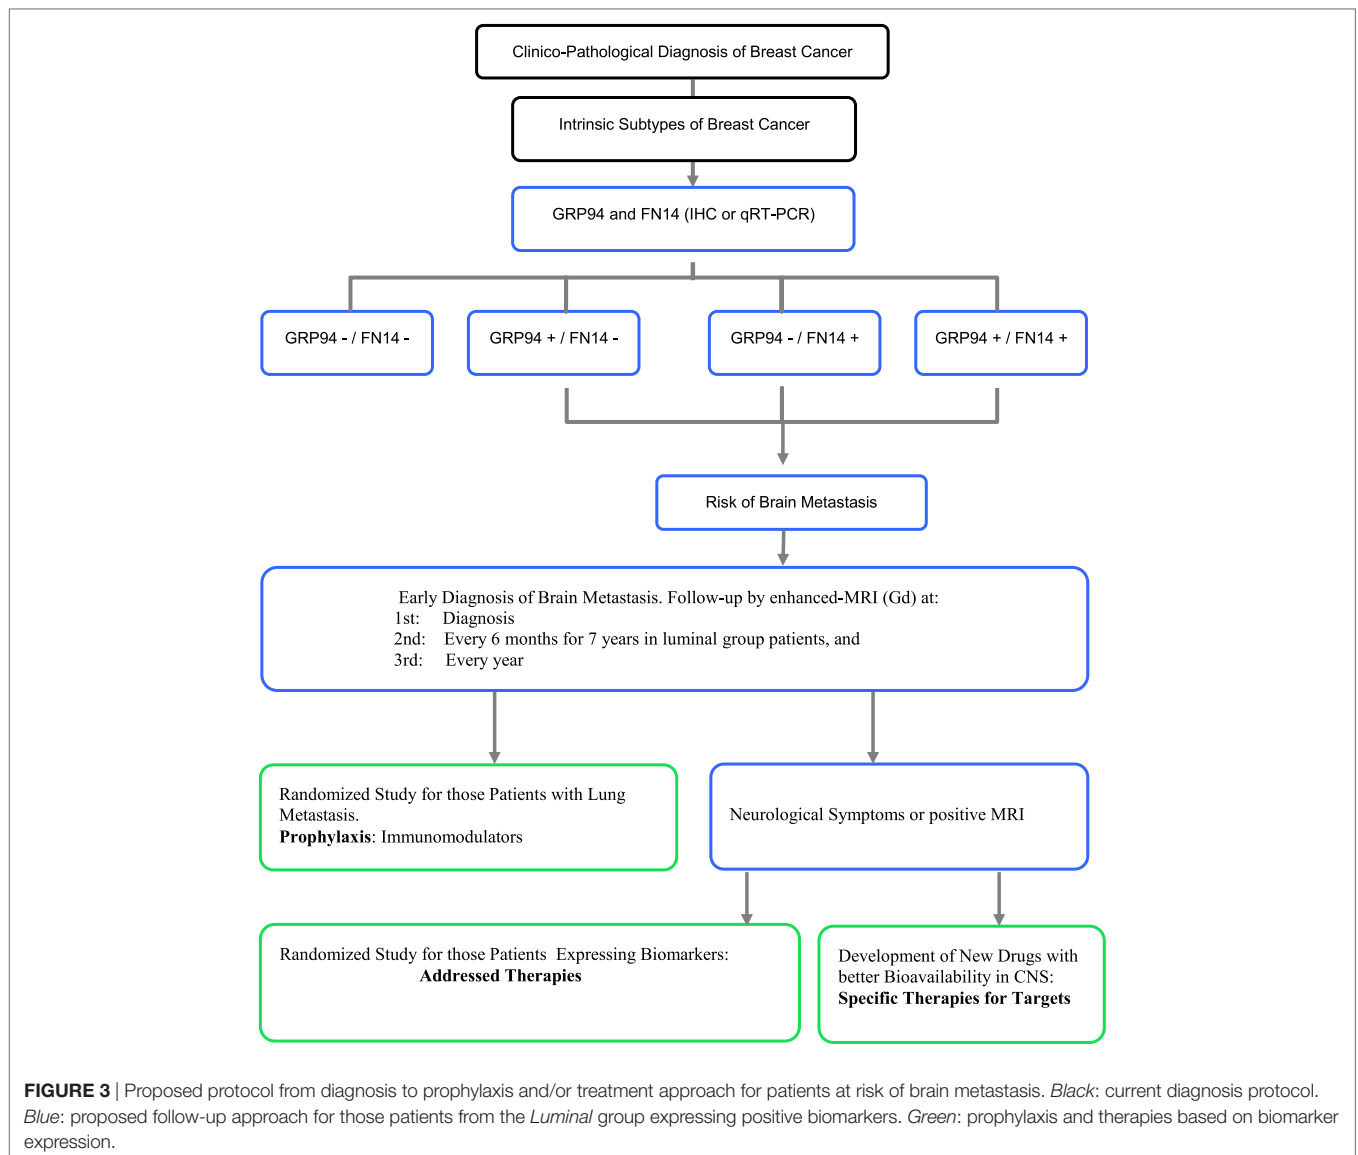 Clinico-Pathological Diagnosis of Breast Cancer
Intrinsic Subtypes of Breast Cancer
GRP94 and FN14 (IHC or qRT-PCR)
GRP94 - / FN14 -
GRP94 + / FN14 -
GRP94 - / FN14 +
GRP94 + / FN14 +
Risk of Brain Metastasis
Early Diagnosis of Brain Metastasis. Follow-up by enhanced-MRI (Gd) at:
1st: Diagnosis
2nd: Every 6 months for 7 years in luminal group patients, and
3rd: Every year
Randomized Study for those Patients with Lung
Metastasis.
Prophylaxis: Immunomodulators
Neurological Symptoms or positive MRI
Randomized Study for those Patients Expressing Biomarkers:
Addressed Therapies
Development of New Drugs with
better Bioavailability in CNS:
Specific Therapies for Targets
FIGURE 3 | Proposed protocol from diagnosis to prophylaxis and/or treatment approach for patients at risk of brain metastasis. Black: current diagnosis protocol.
Blue: proposed follow-up approach for those patients from the Luminal group expressing positive biomarkers. Green: prophylaxis and therapies based on biomarker
expression.